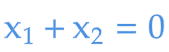 x₁ + x₂ = 0